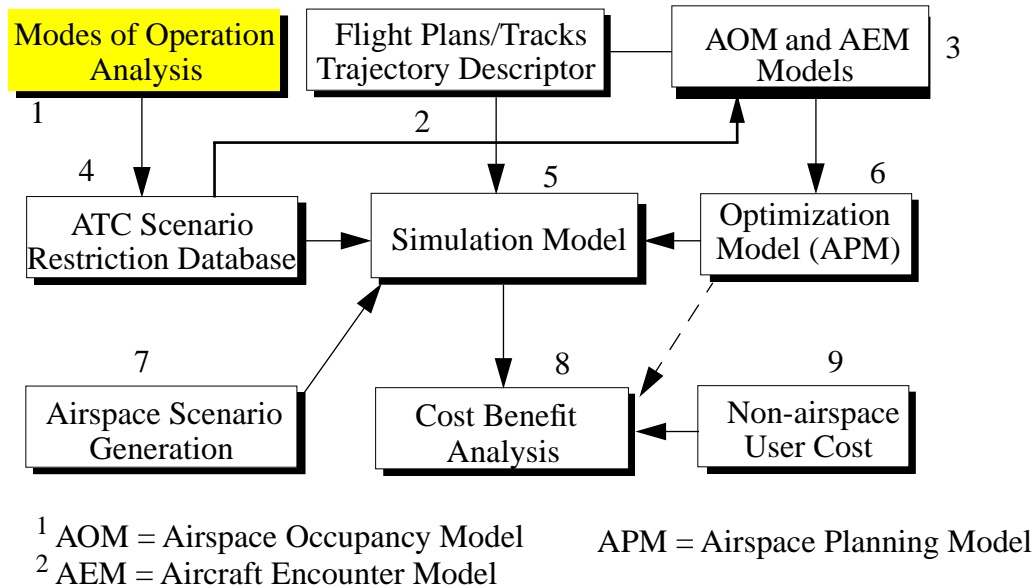 Modes of Operation
Analysis
1
Flight Plans/Tracks
Trajectory Descriptor
2
AOM and AEM
Models
3
4
ATC Scenario
Restriction Database
5
Simulation Model
6
Optimization
Model (APM)
7
Airspace Scenario
Generation
8
Cost Benefit
Analysis
9
Non-airspace
User Cost
1 AOM = Airspace Occupancy Model
2 AEM = Aircraft Encounter Model
APM = Airspace Planning Model